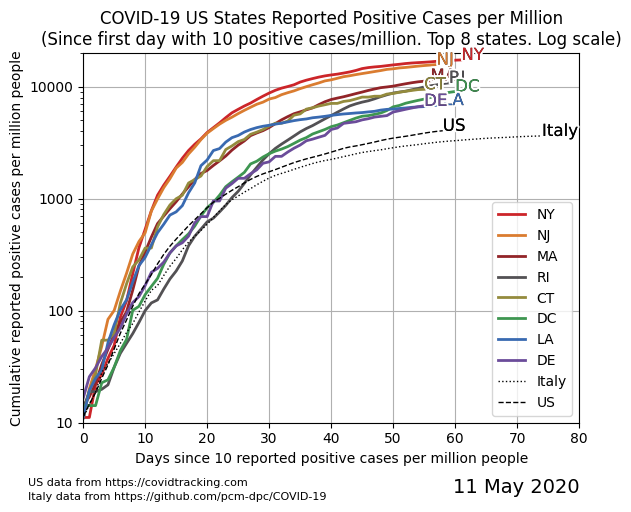 COVID-19 US States Reported Positive Cases per Million
(Since first day with 10 positive cases/million. Top 8 states. Log scale)
Cumulative reported positive cases per million people
10000
1000
100
10
NY
NJ
MA
RI
CT
DC
DE
LA
US
Italy
NY
NJ
MA
RI
CT
DC
LA
DE
Italy
US
0 10 20 30 40 50 60 70 80
Days since 10 reported positive cases per million people
US data from https://covidtracking.com
Italy data from https://github.com/pcm-dpc/COVID-19
11 May 2020